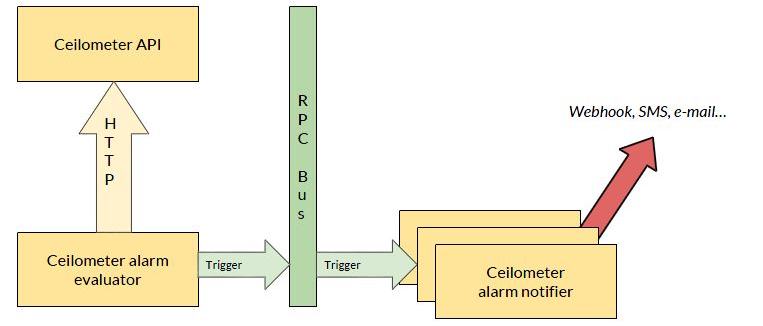 Ceilometer API
HTTP
RPC Bus
Webhook, SMS, e-mail...
Ceilometer alarm
evaluator
Trigger
Trigger
Ceilometer
alarm notifier